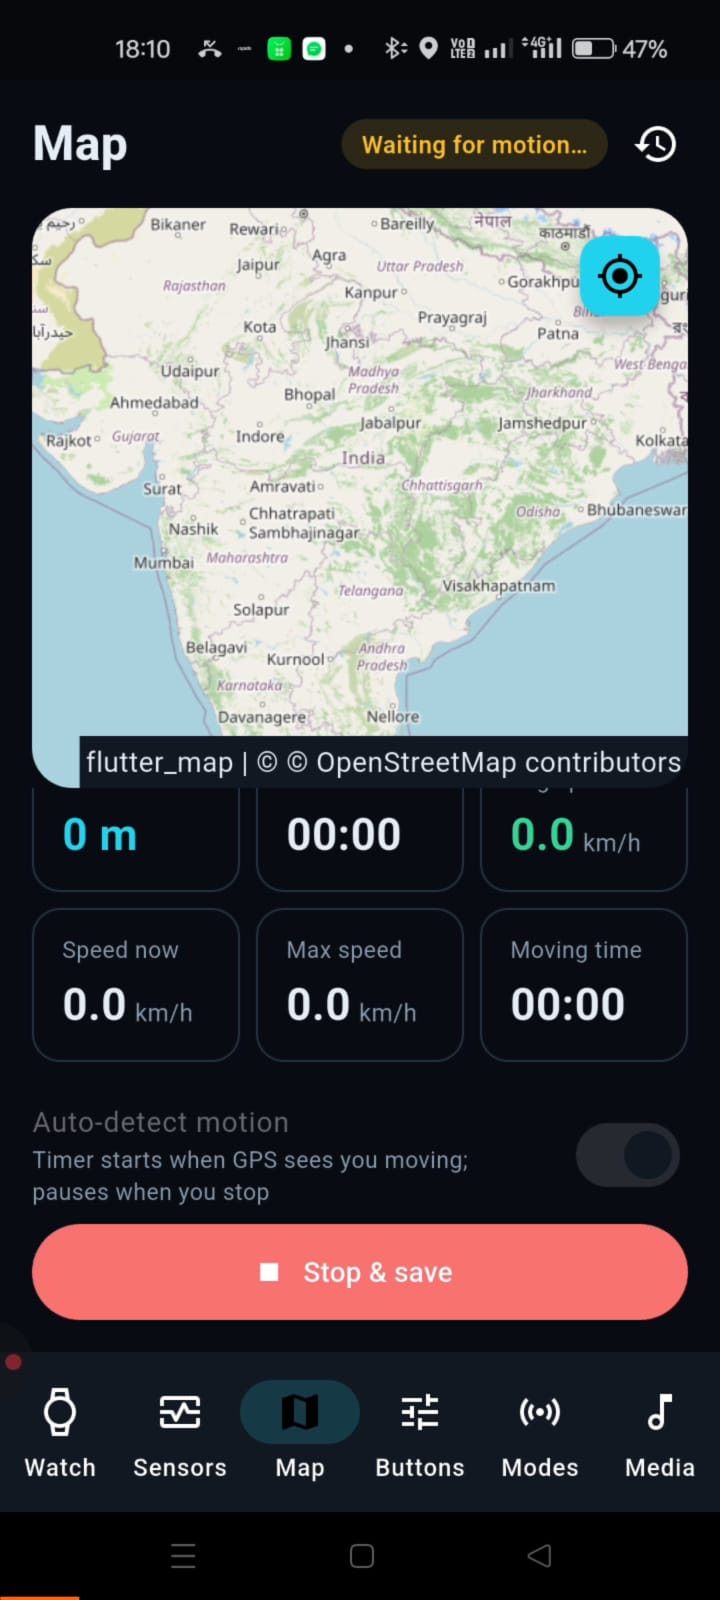 18:10
VoD
LTED
4G+
47%
Map
Waiting for motion...
Bikaner
Rewari
Bareilly
नेपाल
काठमाडौं
Jaipur
Agra
Uttar Pradesh
Rajasthan
Kanpur
Gorakhpu
guri
Kota
Prayagraj
Jhansi
Patna
حيدرآبا
Udaipur
Madhya
Pradesh
West Benga
Ahmedabad
Bhopal
Jharkhand
Rajkot
Gujarat
Indore
Jabalpur
Jamshedpur
Kolkata
India
Surat
Amravati
Chhattisgarh
Nashik
Chhatrapati
Sambhajinagar
Odisha
Bhubaneswar
Mumbai
Maharashtra
Telangana
Visakhapatnam
Solapur
Belagavi
Kurnool
Andhra
Pradesh
Karnataka
Davanagere
Nellore
flutter_map | © © OpenStreetMap contributors
0 m
00:00
0.0 km/h
Speed now
Max speed
Moving time
0.0 km/h
0.0 km/h
00:00
Auto-detect motion
Timer starts when GPS sees you moving;
pauses when you stop
Stop & save
Watch
Sensors
Map
Buttons
Modes
Media